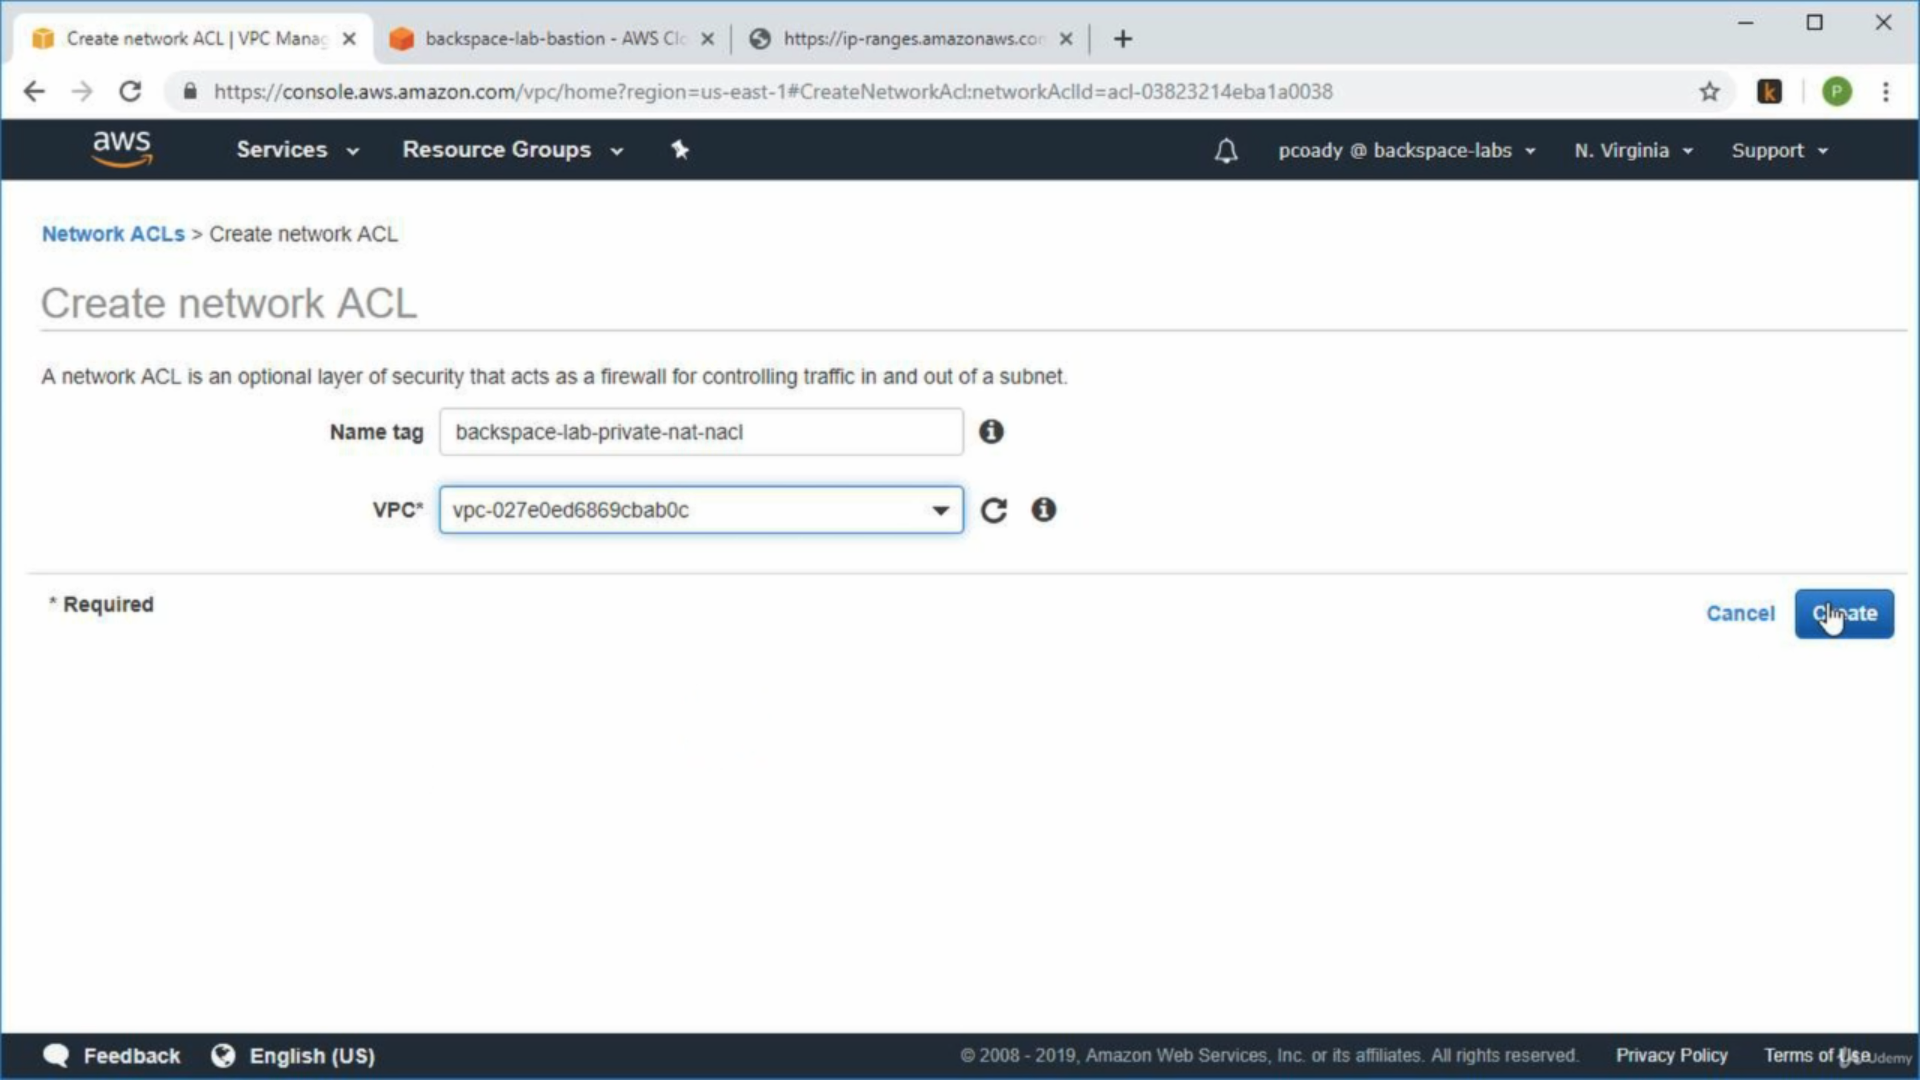 Create network ACL | VPC Manag
backspace-lab-bastion - AWS Clo
https://ip-ranges.amazonaws.con
https://console.aws.amazon.com/vpc/home?region=us-east-1#CreateNetworkAcl:networkAclId=acl-03823214eba1a0038
k
P
aws
Services
Resource Groups
pcoady @ backspace-labs
N. Virginia
Support
Network ACLs > Create network ACL
Create network ACL
A network ACL is an optional layer of security that acts as a firewall for controlling traffic in and out of a subnet.
Name tag
backspace-lab-private-nat-nacl
VPC*
vpc-027e0ed6869cbab0c
* Required
Cancel
Create
Feedback
English (US)
© 2008 - 2019, Amazon Web Services, Inc. or its affiliates. All rights reserved.
Privacy Policy
Terms of Use
Udemy